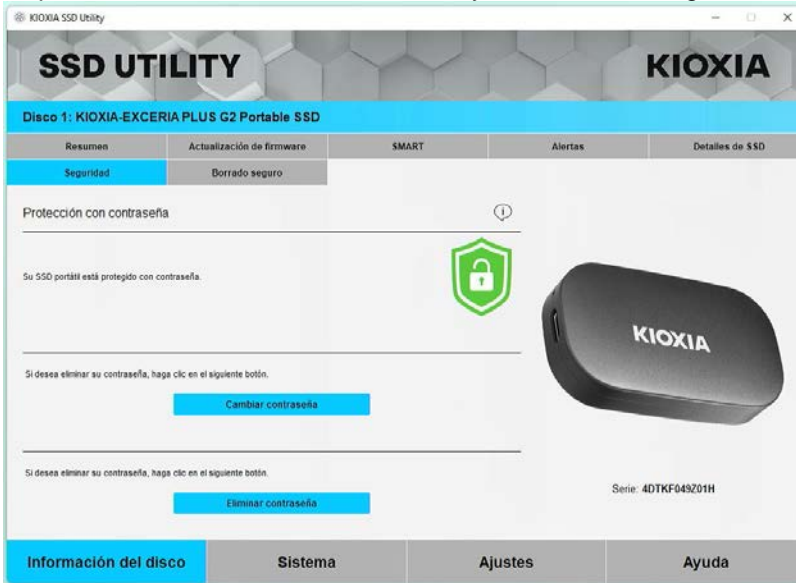 KIOXIA SSD Utility
SSD UTILITY
KIOXIA
Disco 1: KIOXIA-EXCERIA PLUS G2 Portable SSD
Resumen
Actualización de firmware
SMART
Alertas
Detalles de SSD
Seguridad
Borrado seguro
Protección con contraseña
Su SSD portátil está protegido con contraseña.
KIOXIA
Si desea eliminar su contraseña, haga clic en el siguiente botón.
Cambiar contraseña
Si desea eliminar su contraseña, haga clic en el siguiente botón.
Eliminar contraseña
Serie: 4DTKF049Z01H
Información del disco
Sistema
Ajustes
Ayuda